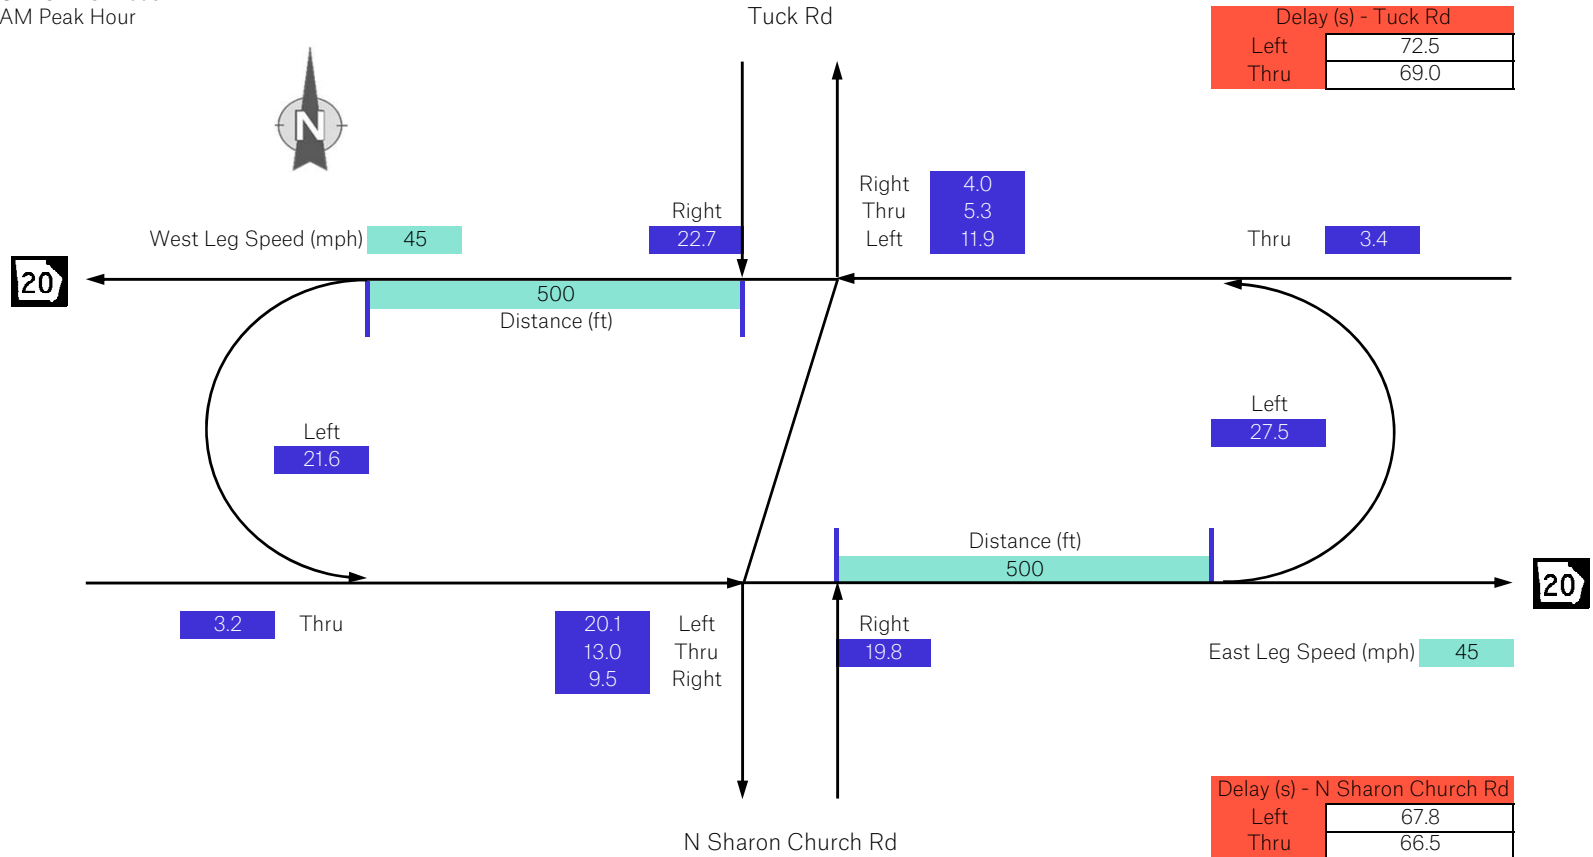 AM Peak Hour
Tuck Rd
Delay (s) - Tuck Rd
Left 72.5
Thru 69.0
N
Right 4.0
Thru 5.3
Left 11.9
Right
22.7
West Leg Speed (mph) 45
Thru 3.4
20
500
Distance (ft)
Left
21.6
Left
27.5
Distance (ft)
500
20
3.2 Thru
20.1 Left
13.0 Thru
9.5 Right
Right
19.8
East Leg Speed (mph) 45
Delay (s) - N Sharon Church Rd
Left 67.8
Thru 66.5
N Sharon Church Rd